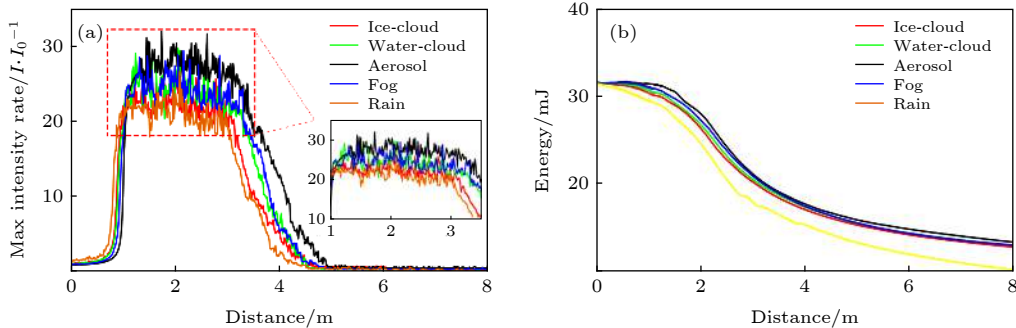 (a)
Ice-cloud
Water-cloud
Aerosol
Fog
Rain
Max intensity rate/I·I₀⁻¹
30
20
10
30
20
10
1 2 3
0 2 4 6 8
Distance/m
(b)
Ice-cloud
Water-cloud
Aerosol
Fog
Rain
Energy/mJ
40
30
20
0 2 4 6 8
Distance/m